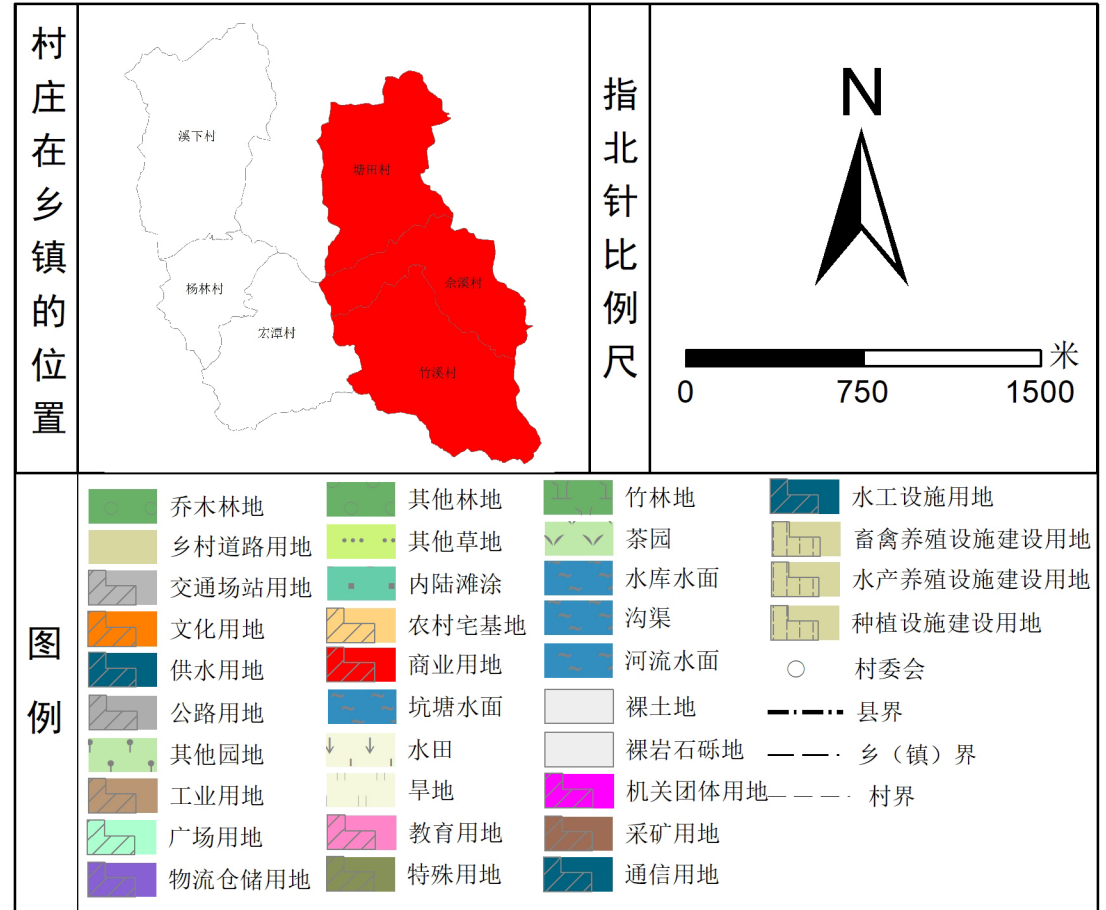 村庄在乡镇的位置
溪下村
塘田村
杨林村
余溪村
宏潭村
竹溪村
指北针比例尺
N
米
0 750 1500
图例
乔木林地
乡村道路用地
交通场站用地
文化用地
供水用地
公路用地
其他园地
工业用地
广场用地
物流仓储用地
其他林地
其他草地
内陆滩涂
农村宅基地
商业用地
坑塘水面
水田
旱地
教育用地
特殊用地
竹林地
茶园
水库水面
沟渠
河流水面
裸土地
裸岩石砾地
机关团体用地
采矿用地
通信用地
水工设施用地
畜禽养殖设施建设用地
水产养殖设施建设用地
种植设施建设用地
村委会
县界
乡（镇）界
村界